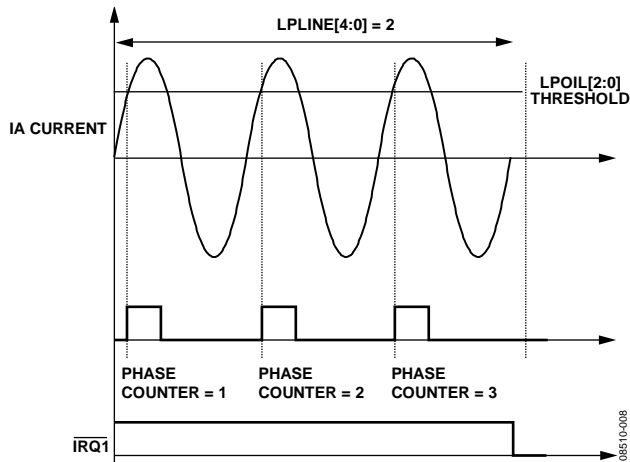 LPLINE[4:0] = 2
LPOIL[2:0]
THRESHOLD
IA CURRENT
PHASE
COUNTER = 1
PHASE
COUNTER = 2
PHASE
COUNTER = 3
IRQ1
08510-008